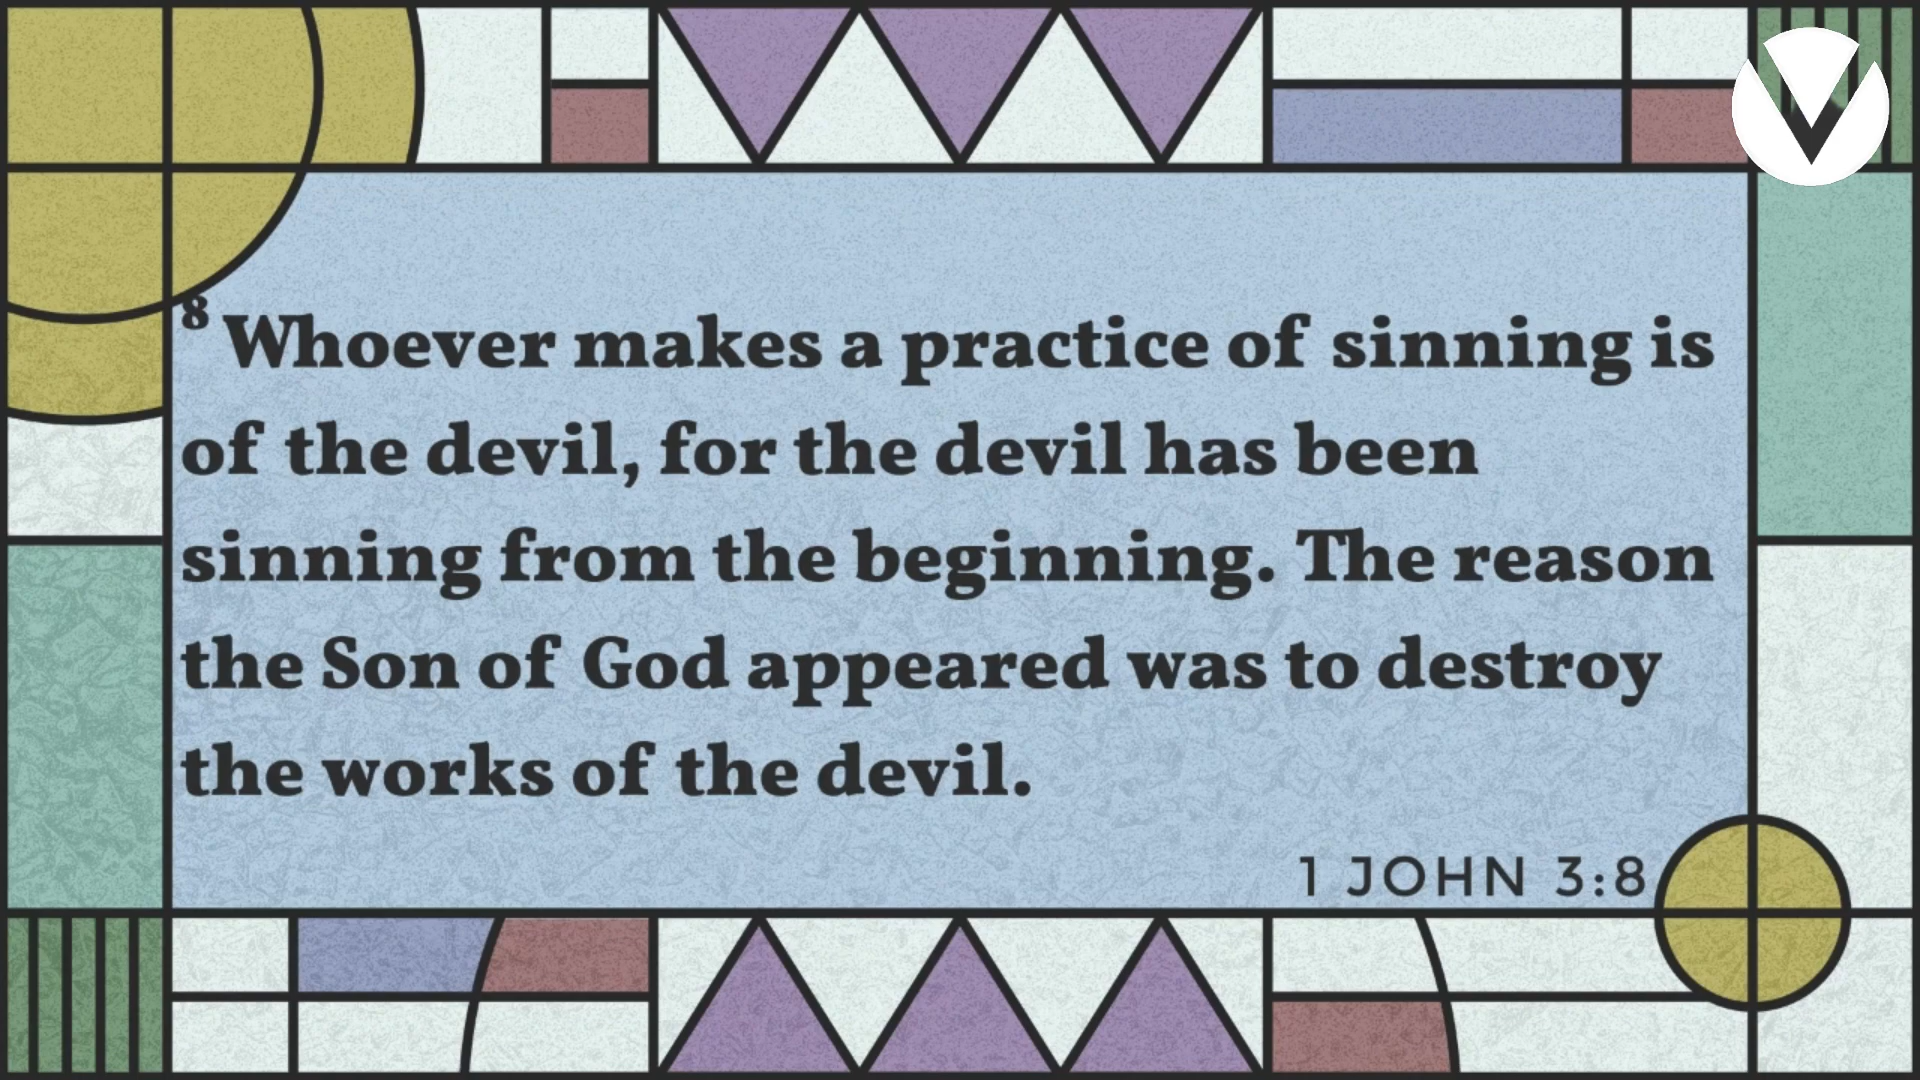 8 Whoever makes a practice of sinning is
of the devil, for the devil has been
sinning from the beginning. The reason
the Son of God appeared was to destroy
the works of the devil.
1 JOHN 3:8